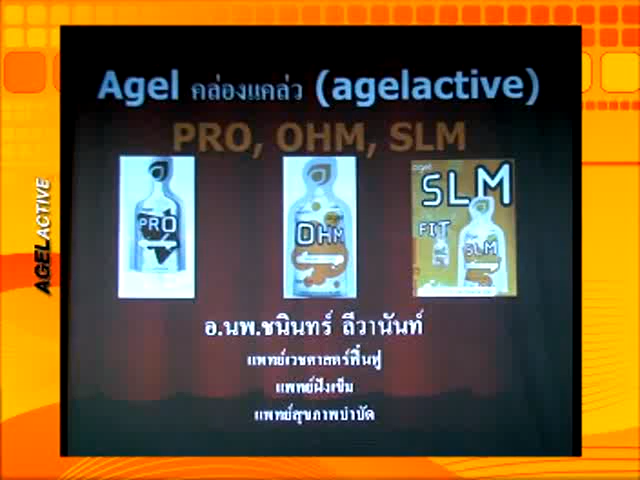 Agel คล่องแคล่ว (agelactive)
PRO, OHM, SLM
PRO
OHM
agel
SLM
FIT
SLM
อ.นพ.ชนินทร์ ลีวานันท์
แพทย์เวชศาสตร์ฟื้นฟู
แพทย์ฝังเข็ม
แพทย์สุขภาพบำบัด
AGELACTIVE